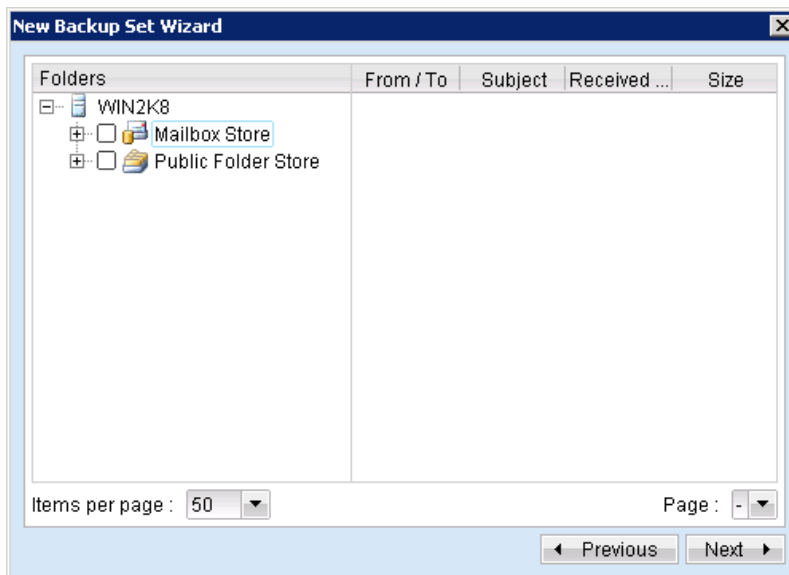 New Backup Set Wizard
Folders From / To Subject Received ... Size
WIN2K8
Mailbox Store
Public Folder Store
Items per page : 50 Page : -
Previous Next